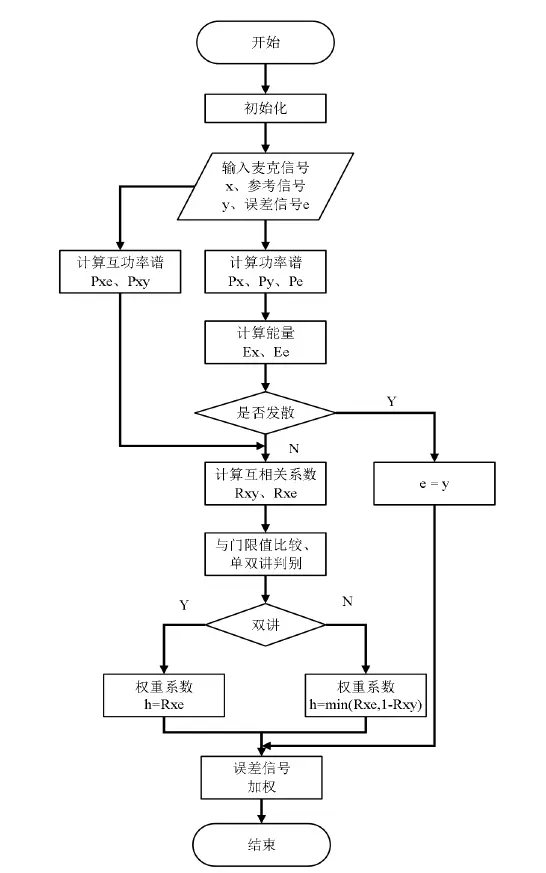 开始
初始化
输入麦克信号
x、参考信号
y、误差信号e
计算互功率谱
Pxe、Pxy
计算功率谱
Px、Py、Pe
计算能量
Ex、Ee
是否发散
Y
N
计算互相关系数
Rxy、Rxe
e = y
与门限值比较、
单双讲判别
Y
双讲
N
权重系数
h=Rxe
权重系数
h=min(Rxe,1-Rxy)
误差信号
加权
结束